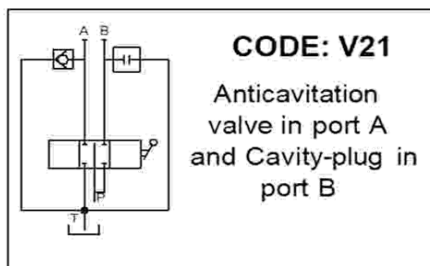 A B
CODE: V21
Anticavitation
valve in port A
and Cavity-plug in
port B
P
T